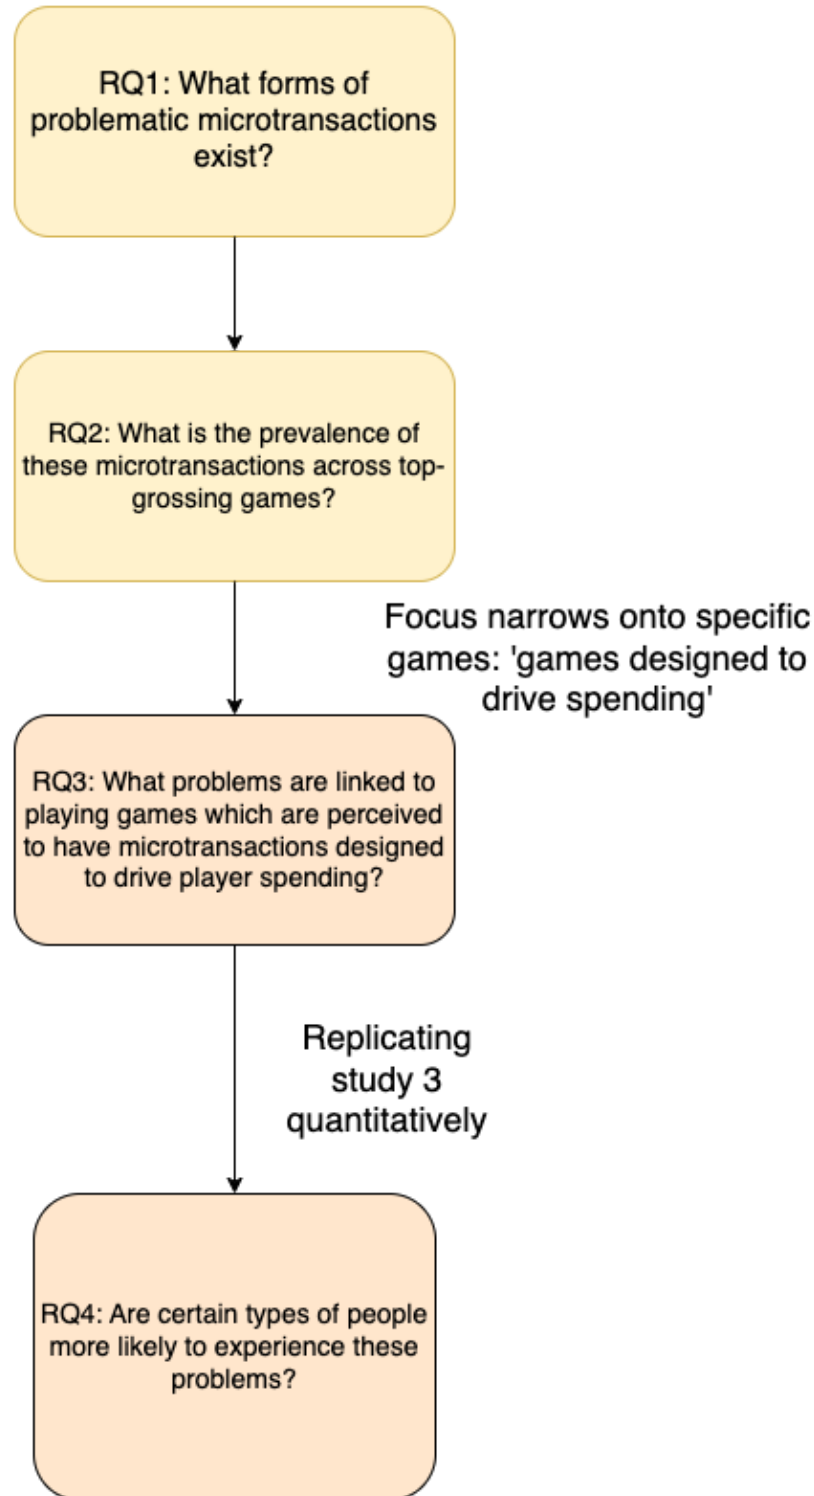 RQ1: What forms of
problematic microtransactions
exist?
RQ2: What is the prevalence of
these microtransactions across top-
grossing games?
Focus narrows onto specific
games: 'games designed to
drive spending'
RQ3: What problems are linked to
playing games which are perceived
to have microtransactions designed
to drive player spending?
Replicating
study 3
quantitatively
RQ4: Are certain types of people
more likely to experience these
problems?